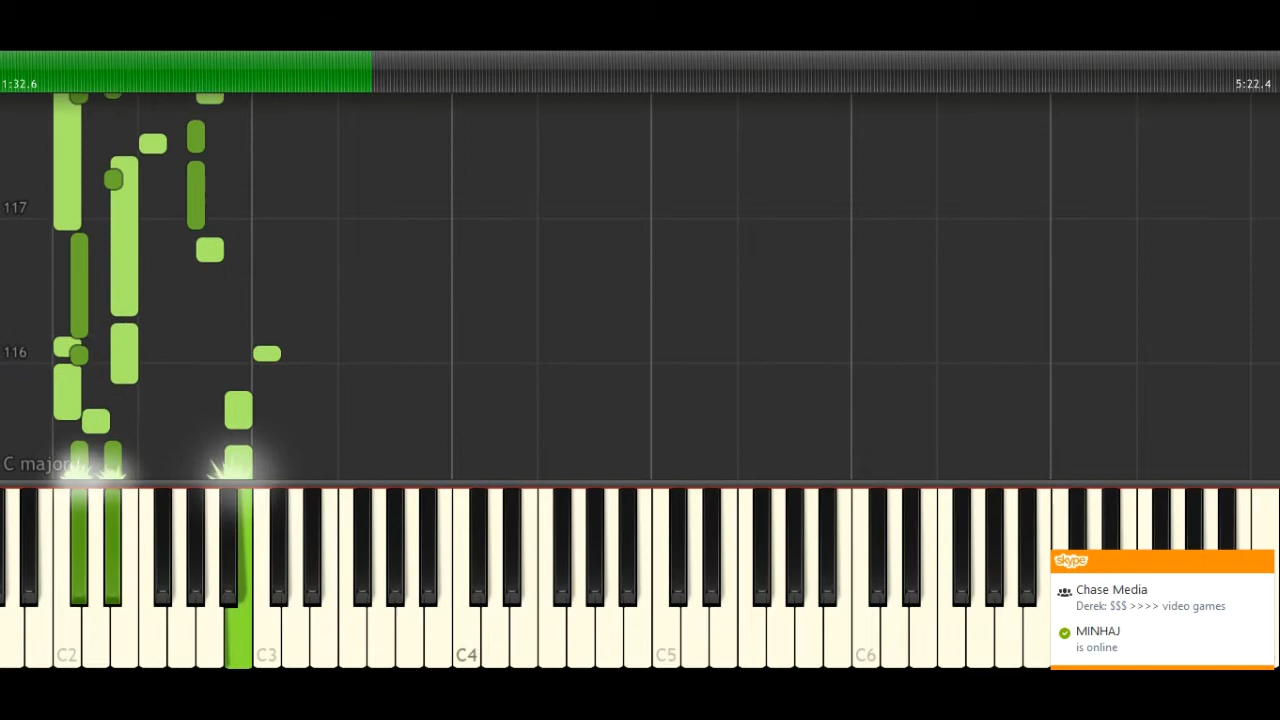 1:32.6
5:22.4
117
116
C major
C2
C3
C4
C5
C6
skype
Chase Media
Derek: $$$ >>>> video games
MINHAJ
is online